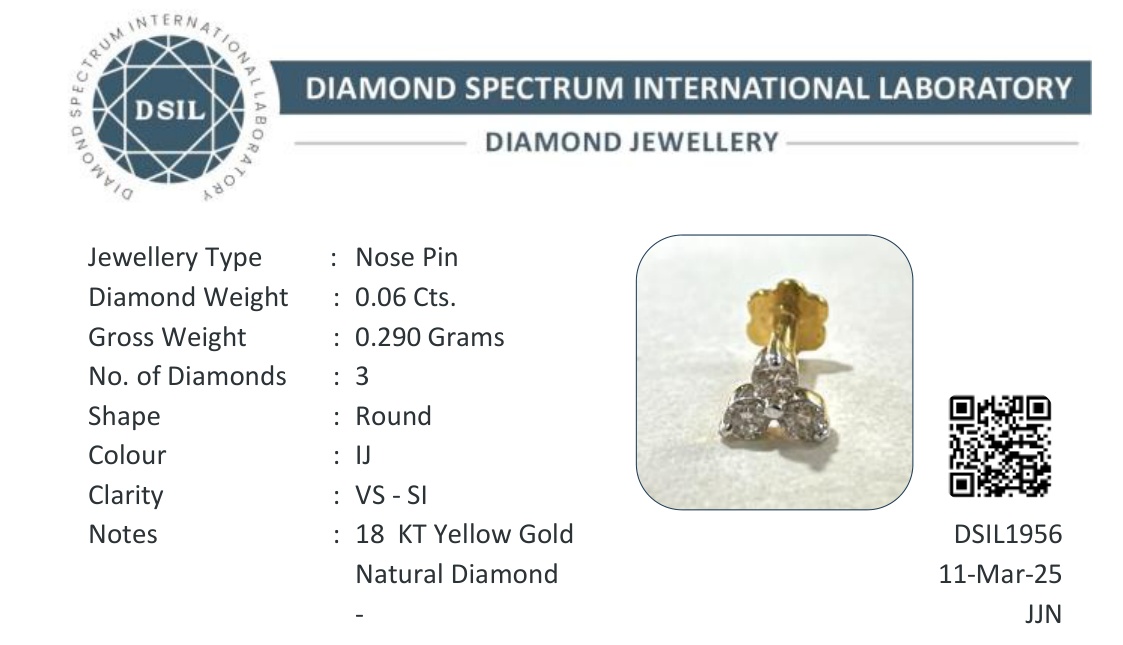 DIAMOND SPECTRUM INTERNATIONAL LABORATORY
DSIL
DIAMOND SPECTRUM INTERNATIONAL LABORATORY
DIAMOND JEWELLERY
Jewellery Type : Nose Pin
Diamond Weight : 0.06 Cts.
Gross Weight : 0.290 Grams
No. of Diamonds : 3
Shape : Round
Colour : IJ
Clarity : VS - SI
Notes : 18 KT Yellow Gold
Natural Diamond
-
DSIL1956
11-Mar-25
JJN